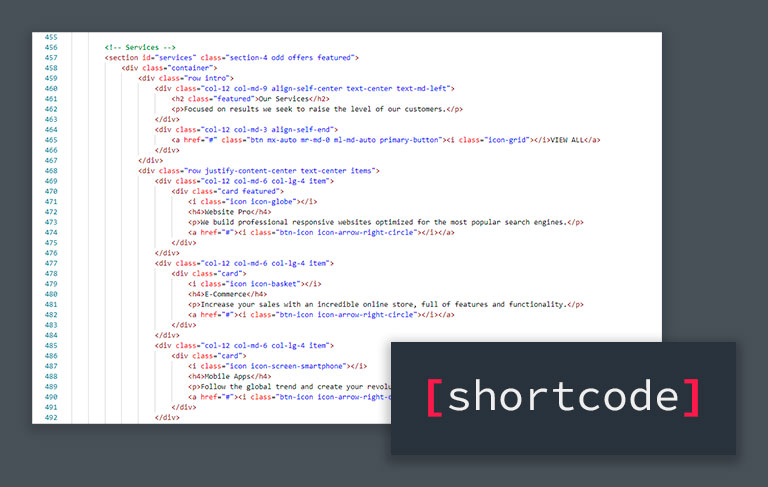 455
456 <!-- Services -->
457 <section id="services" class="section-4 odd offers featured">
458 <div class="container">
459 <div class="row intro">
460 <div class="col-12 col-md-9 align-self-center text-center text-md-left">
461 <h2 class="featured">Our Services</h2>
462 <p>Focused on results we seek to raise the level of our customers.</p>
463 </div>
464 <div class="col-12 col-md-3 align-self-end">
465 <a href="#" class="btn mx-auto mr-md-0 ml-md-auto primary-button"><i class="icon-grid"></i>VIEW ALL</a>
466 </div>
467 </div>
468 <div class="row justify-content-center text-center items">
469 <div class="col-12 col-md-6 col-lg-4 item">
470 <div class="card featured">
471 <i class="icon icon-globe"></i>
472 <h4>Website Pro</h4>
473 <p>We build professional responsive websites optimized for the most popular search engines.</p>
474 <a href="#"><i class="btn-icon icon-arrow-right-circle"></i></a>
475 </div>
476 </div>
477 <div class="col-12 col-md-6 col-lg-4 item">
478 <div class="card">
479 <i class="icon icon-basket"></i>
480 <h4>E-Commerce</h4>
481 <p>Increase your sales with an incredible online store, full of features and functionality.</p>
482 <a href="#"><i class="btn-icon icon-arrow-right-circle"></i></a>
483 </div>
484 </div>
485 <div class="col-12 col-md-6 col-lg-4 item">
486 <div class="card">
487 <i class="icon icon-screen-smartphone"></i>
488 <h4>Mobile Apps</h4>
489 <p>Follow the global trend and create your revolu
490 <a href="#"><i class="btn-icon icon-arrow-right-c
491 </div>
492 </div>
[shortcode]